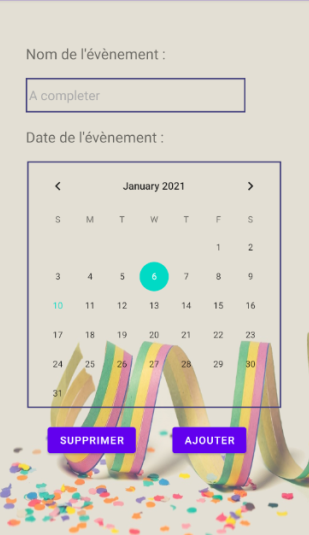 Nom de l'évènement :
A completer
Date de l'évènement :
January 2021
S M T W T F S
1 2
3 4 5 6 7 8 9
10 11 12 13 14 15 16
17 18 19 20 21 22 23
24 25 26 27 28 29 30
31
SUPPRIMER AJOUTER